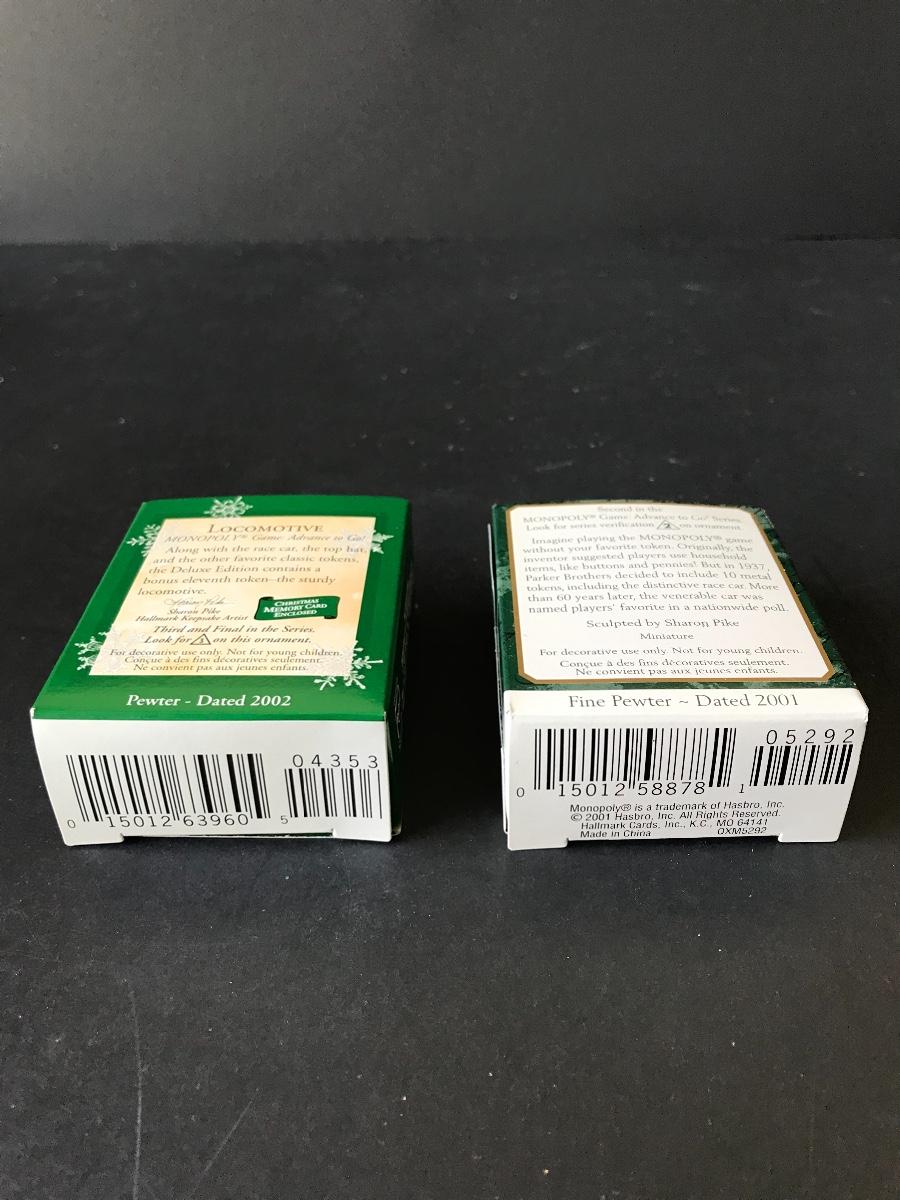 LOCOMOTIVE
MONOPOLY® Game: Advance to Go!
Along with the race car, the top hat,
and the other favorite classic tokens,
the Deluxe Edition contains a
bonus eleventh token–the sturdy
locomotive.
Sharon Pike
Hallmark Keepsake Artist
CHRISTMAS
MEMORY CARD
ENCLOSED
Third and Final in the Series.
Look for 3 on this ornament.
For decorative use only. Not for young children.
Conçue à des fins décoratives seulement.
Ne convient pas aux jeunes enfants.
Pewter - Dated 2002
04353
0 15012 63960 5
Second in the
MONOPOLY® Game: Advance to Go! Series.
Look for series verification 2 on ornament.
Imagine playing the MONOPOLY® game
without your favorite token. Originally, the
inventor suggested players use household
items, like buttons and pennies! But in 1937,
Parker Brothers decided to include 10 metal
tokens, including the distinctive race car. More
than 60 years later, the venerable car was
named players' favorite in a nationwide poll.
Sculpted by Sharon Pike
Miniature
For decorative use only. Not for young children.
Conçue à des fins décoratives seulement.
Ne convient pas aux jeunes enfants.
Fine Pewter ~ Dated 2001
05292
0 15012 58878 1
Monopoly® is a trademark of Hasbro, Inc.
© 2001 Hasbro, Inc. All Rights Reserved.
Hallmark Cards, Inc., K.C., MO 64141
Made in China QXM5292